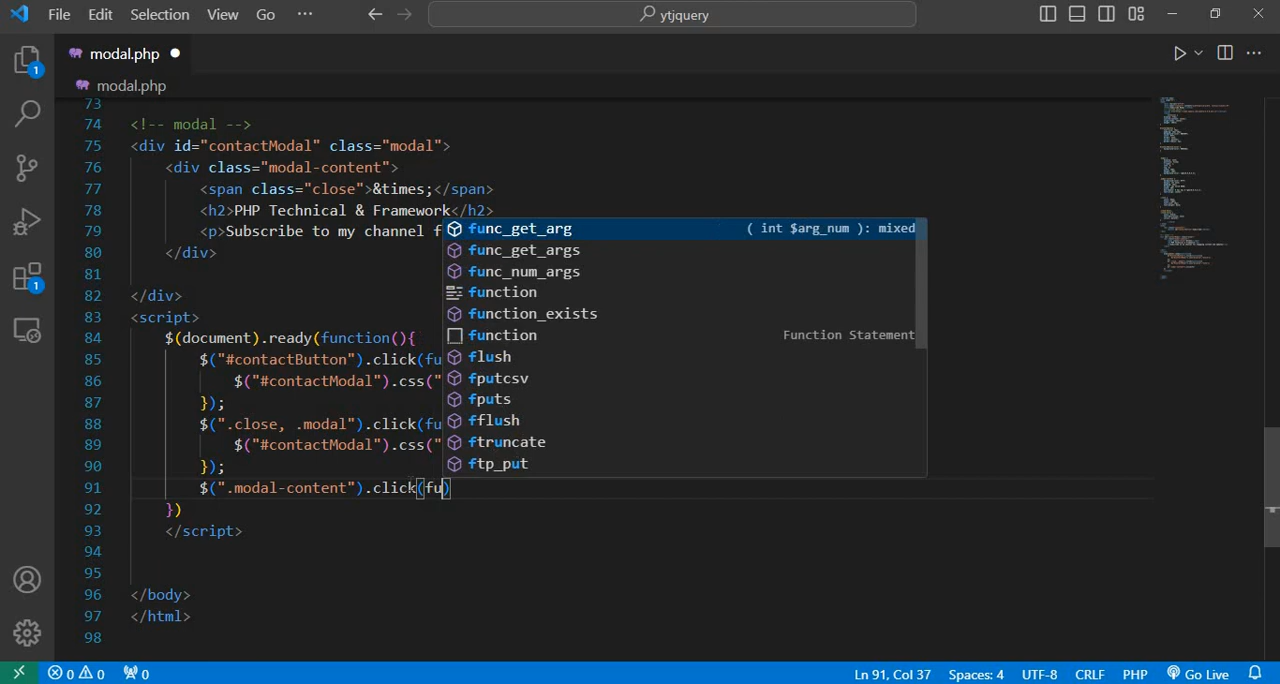 File Edit Selection View Go ··· ytjquery
modal.php
modal.php
73
74 <!-- modal -->
75 <div id="contactModal" class="modal">
76 <div class="modal-content">
77 <span class="close">&times;</span>
78 <h2>PHP Technical & Framework</h2>
79 <p>Subscribe to my channel f
80 </div>
81
82 </div>
83 <script>
84 $(document).ready(function(){
85 $("#contactButton").click(fu
86 $("#contactModal").css("
87 });
88 $(".close, .modal").click(fu
89 $("#contactModal").css("
90 });
91 $(".modal-content").click(fu)
92 })
93 </script>
94
95
96 </body>
97 </html>
98
func_get_arg ( int $arg_num ): mixed
func_get_args
func_num_args
function
function_exists
function Function Statement
flush
fputcsv
fputs
fflush
ftruncate
ftp_put
1
1
0 0 0 Ln 91, Col 37 Spaces: 4 UTF-8 CRLF PHP Go Live